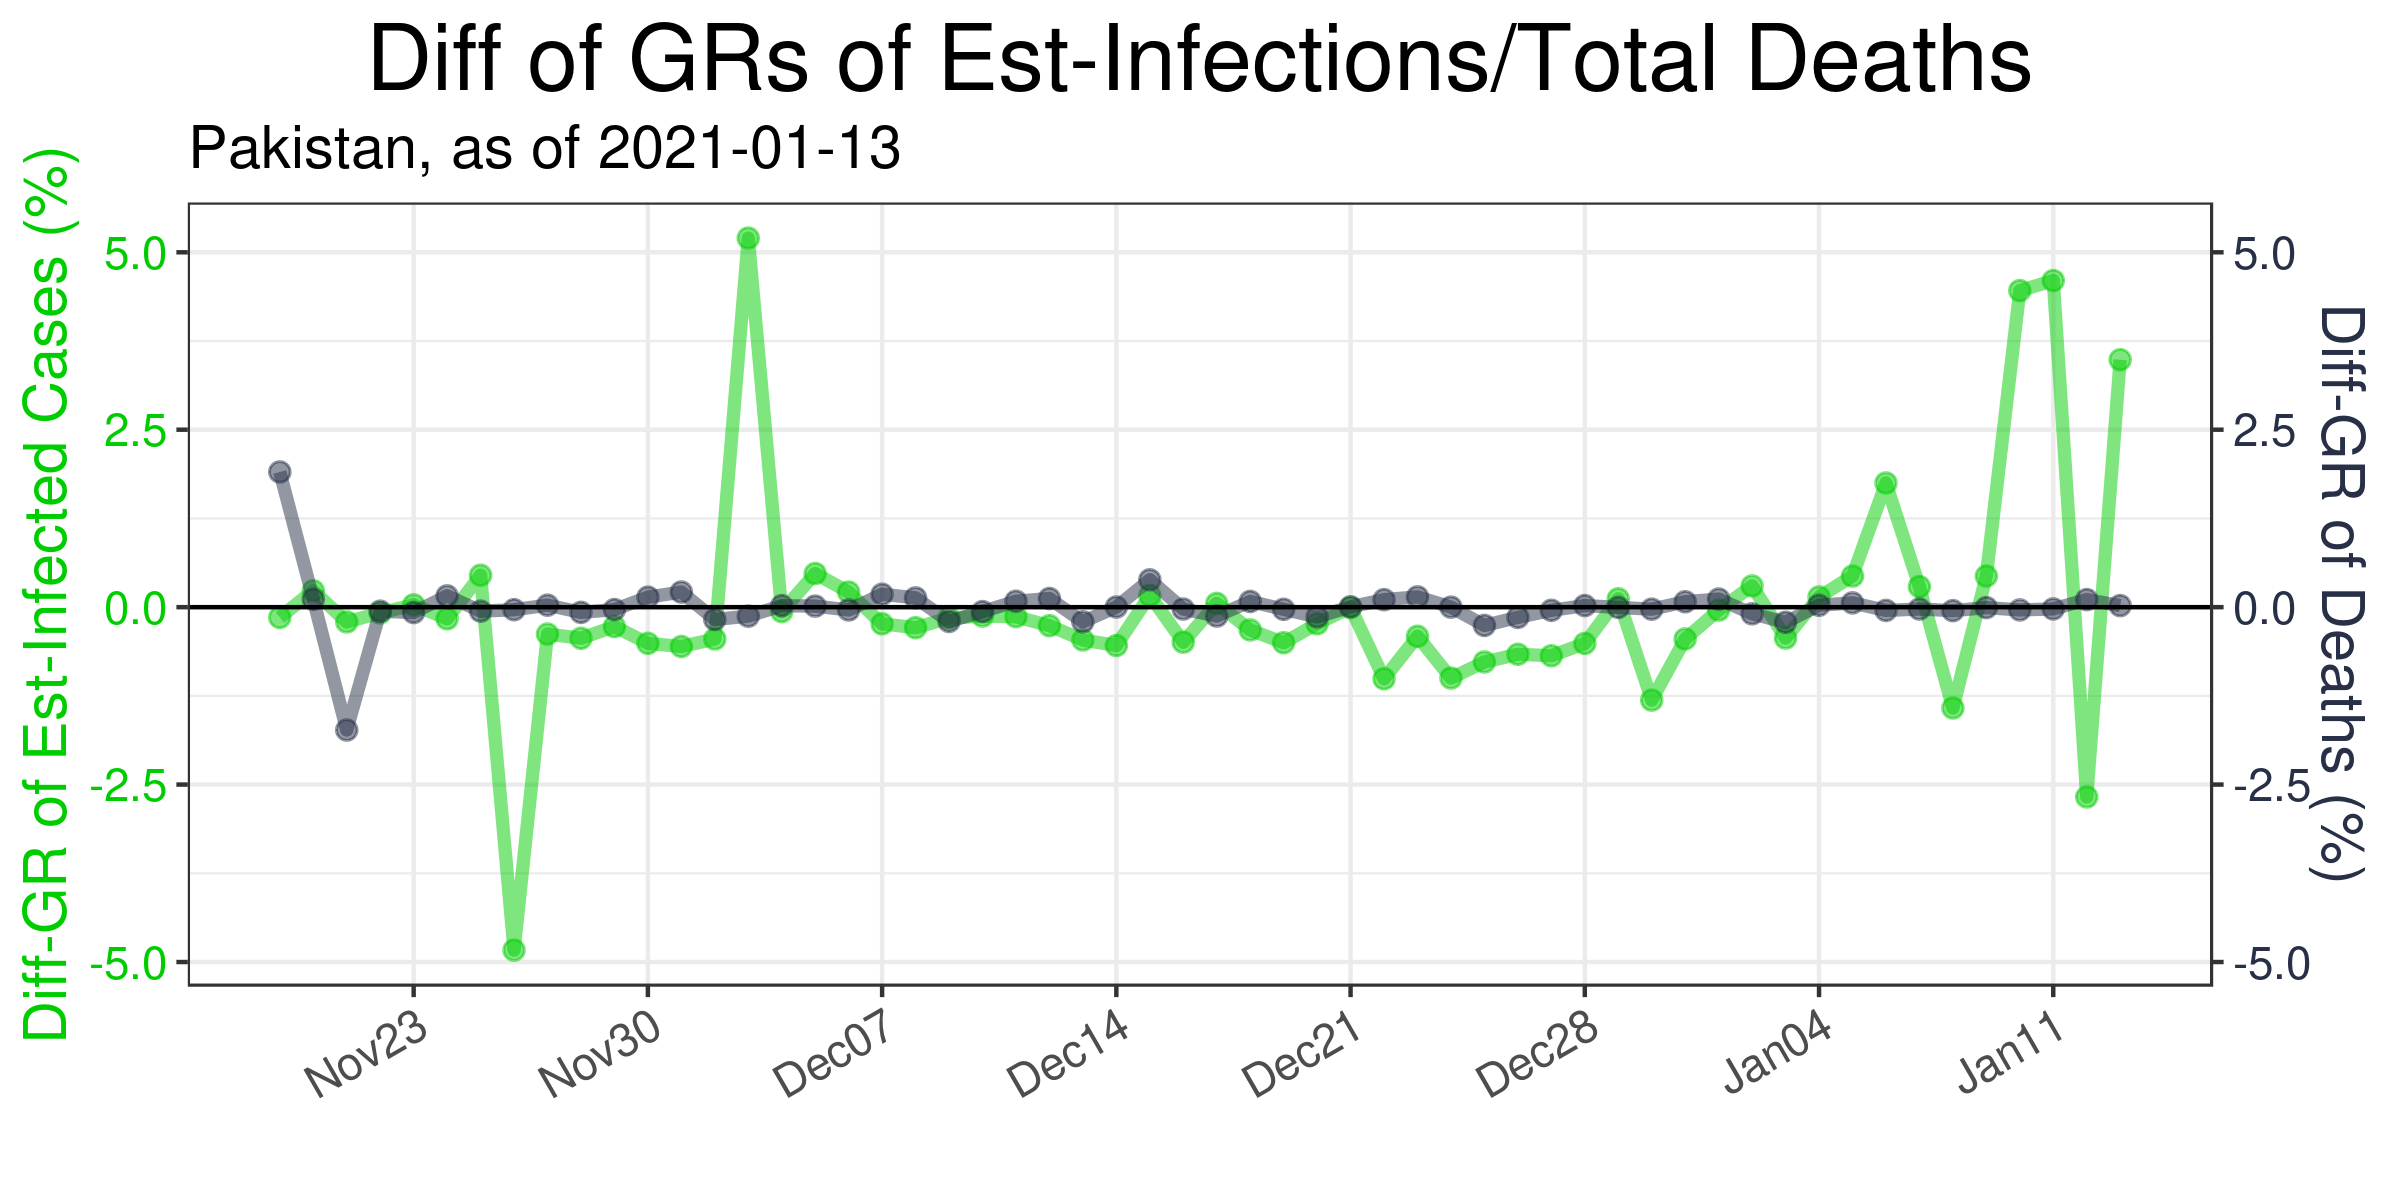 Diff of GRs of Est-Infections/Total Deaths
Pakistan, as of 2021-01-13
Diff-GR of Est-Infected Cases (%)
5.0
2.5
0.0
-2.5
-5.0
5.0
2.5
0.0
-2.5
-5.0
Diff-GR of Deaths (%)
Nov23
Nov30
Dec07
Dec14
Dec21
Dec28
Jan04
Jan11